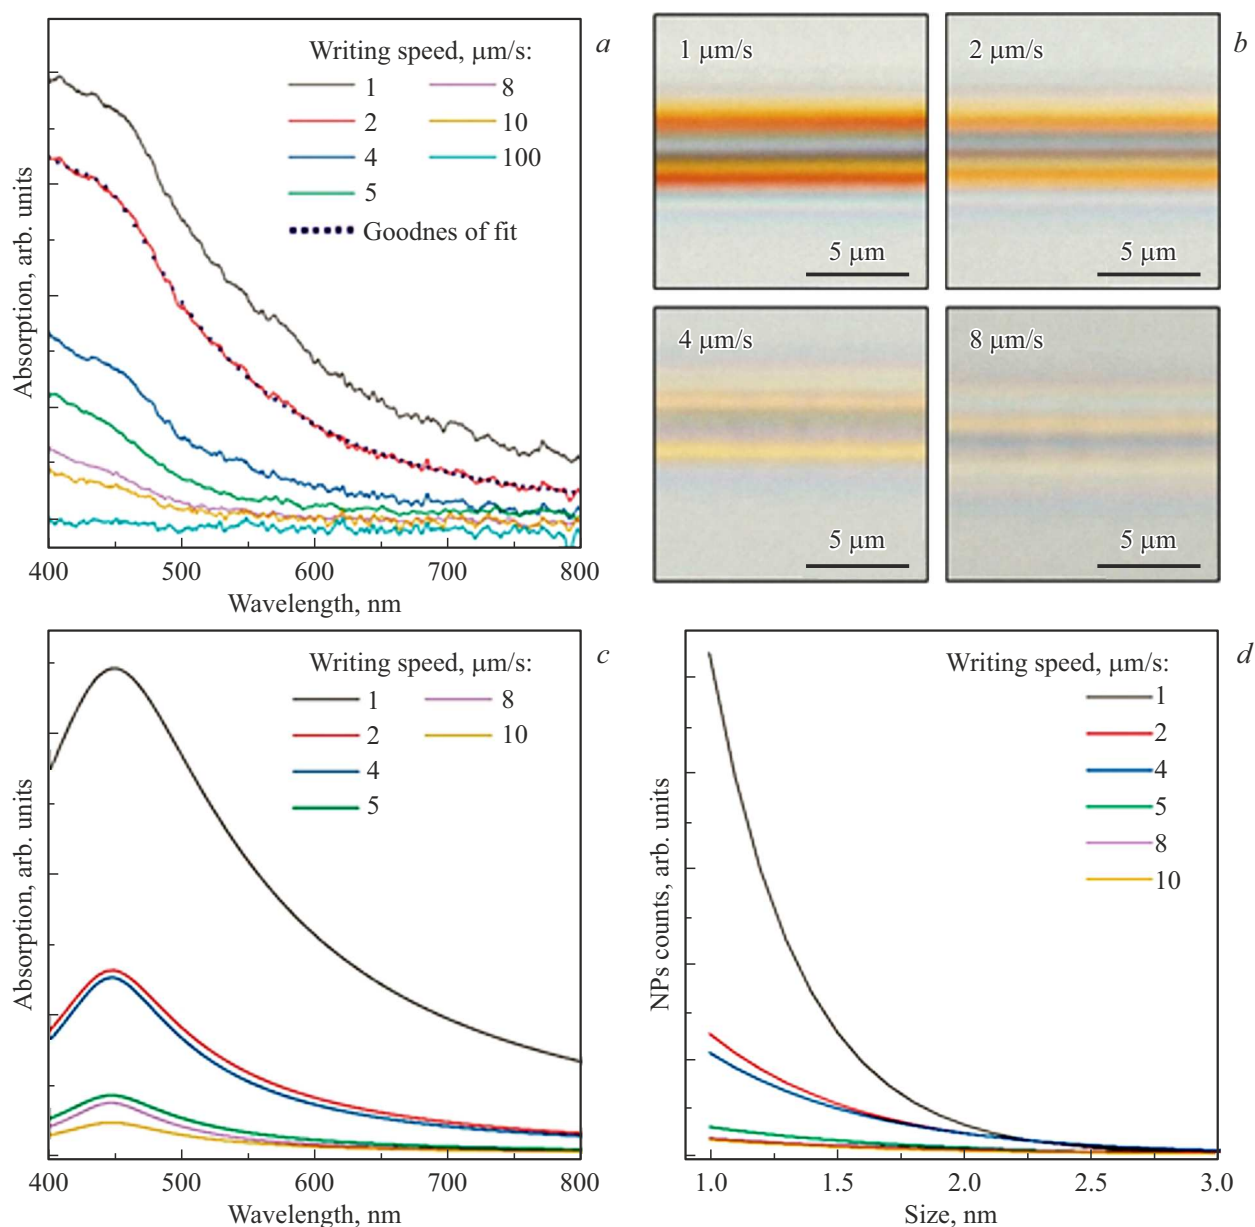 a
Writing speed, μm/s:
1 8
2 10
4 100
5
Goodnes of fit
Absorption, arb. units
400 500 600 700 800
Wavelength, nm
b
1 μm/s
5 μm
2 μm/s
5 μm
4 μm/s
5 μm
8 μm/s
5 μm
c
Writing speed, μm/s:
1 8
2 10
4
5
Absorption, arb. units
400 500 600 700 800
Wavelength, nm
d
Writing speed, μm/s:
1
2
4
5
8
10
NPs counts, arb. units
1.0 1.5 2.0 2.5 3.0
Size, nm